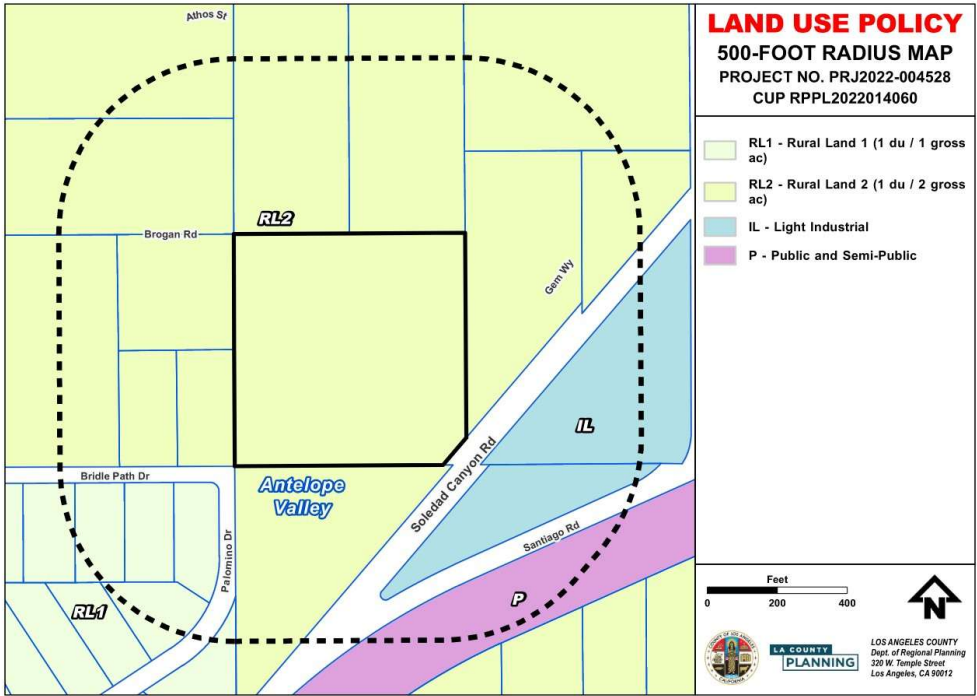 LAND USE POLICY
500-FOOT RADIUS MAP
PROJECT NO. PRJ2022-004528
CUP RPPL2022014060
RL1 - Rural Land 1 (1 du / 1 gross
ac)
RL2 - Rural Land 2 (1 du / 2 gross
ac)
IL - Light Industrial
P - Public and Semi-Public
Athos St
RL2
Brogan Rd
Gem Wy
IL
Bridle Path Dr
Antelope
Valley
Soledad Canyon Rd
Santiago Rd
Palomino Dr
RL1
P
Feet
0 200 400
N
LA COUNTY
PLANNING
LOS ANGELES COUNTY
Dept. of Regional Planning
320 W. Temple Street
Los Angeles, CA 90012